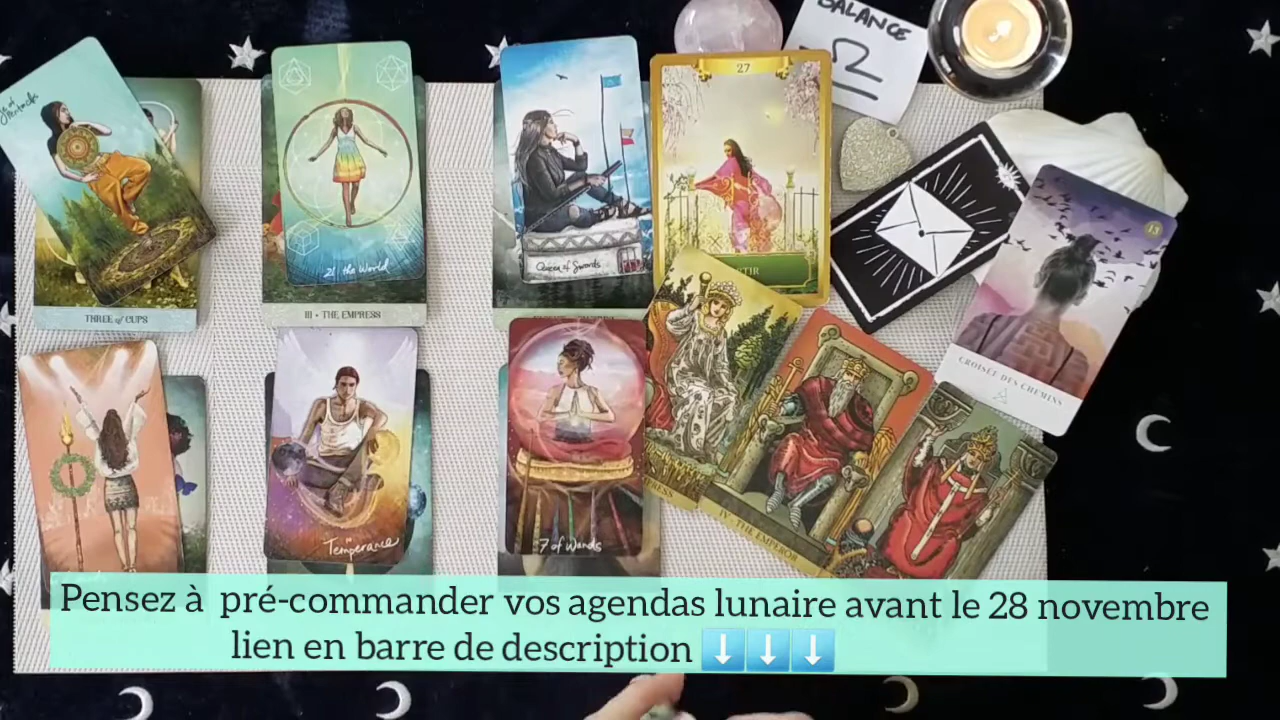 BALANCE
27
PARTIR
13
CROISÉE DES CHEMINS
21 the World
Queen of Swords
THREE of CUPS
III • THE EMPRESS
Temperance
7 of Wands
IV • THE EMPEROR
Pensez à pré-commander vos agendas lunaire avant le 28 novembre
lien en barre de description ⬇️⬇️⬇️